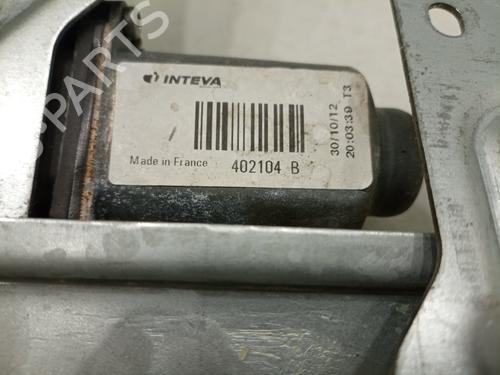 INTEVA
Made in France
402104 B
30/10/12
20:03:39 T3
B-PARTS